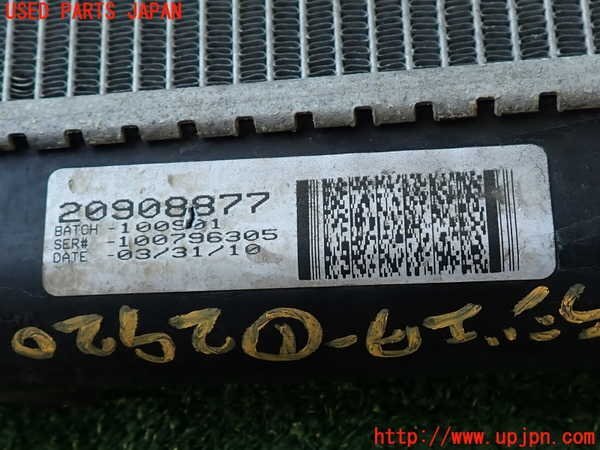 USED PARTS JAPAN
20908877
BATCH -100901
SER# -100796305
DATE -03/31/10
http://www.upjpn.com/